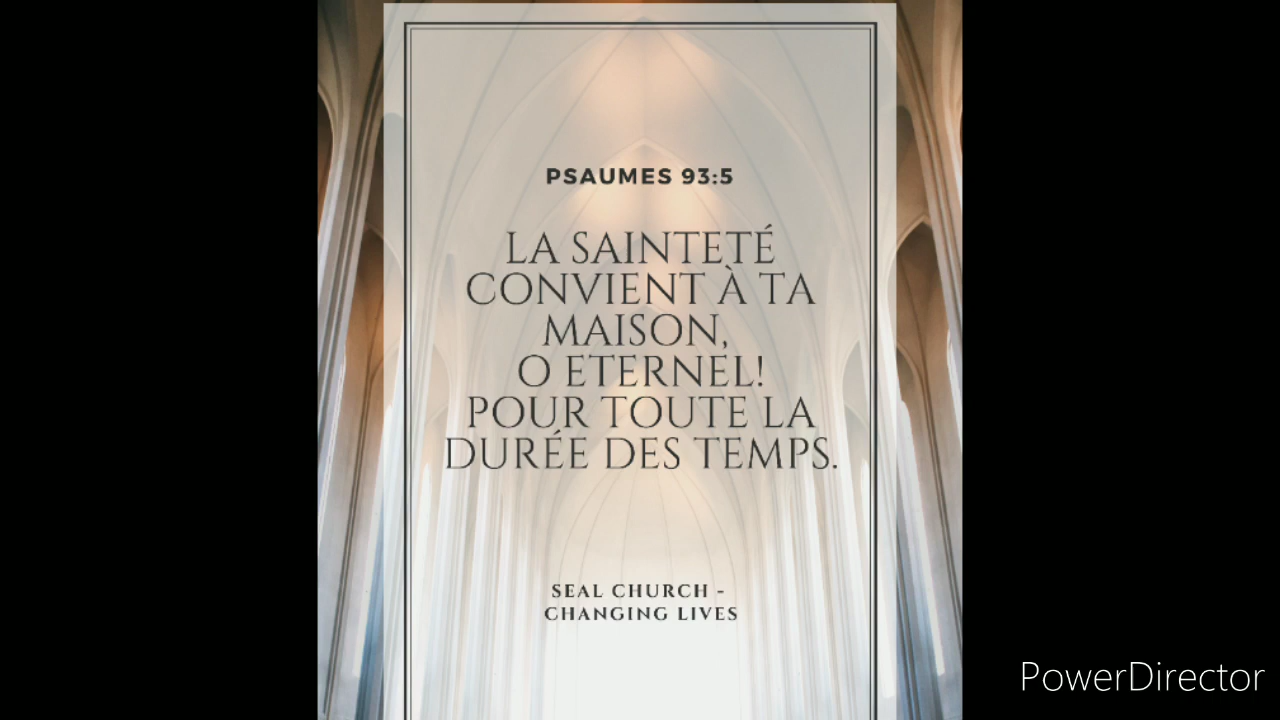 PSAUMES 93:5
LA SAINTETÉ
CONVIENT À TA
MAISON,
O ETERNEL!
POUR TOUTE LA
DURÉE DES TEMPS.
SEAL CHURCH -
CHANGING LIVES
PowerDirector